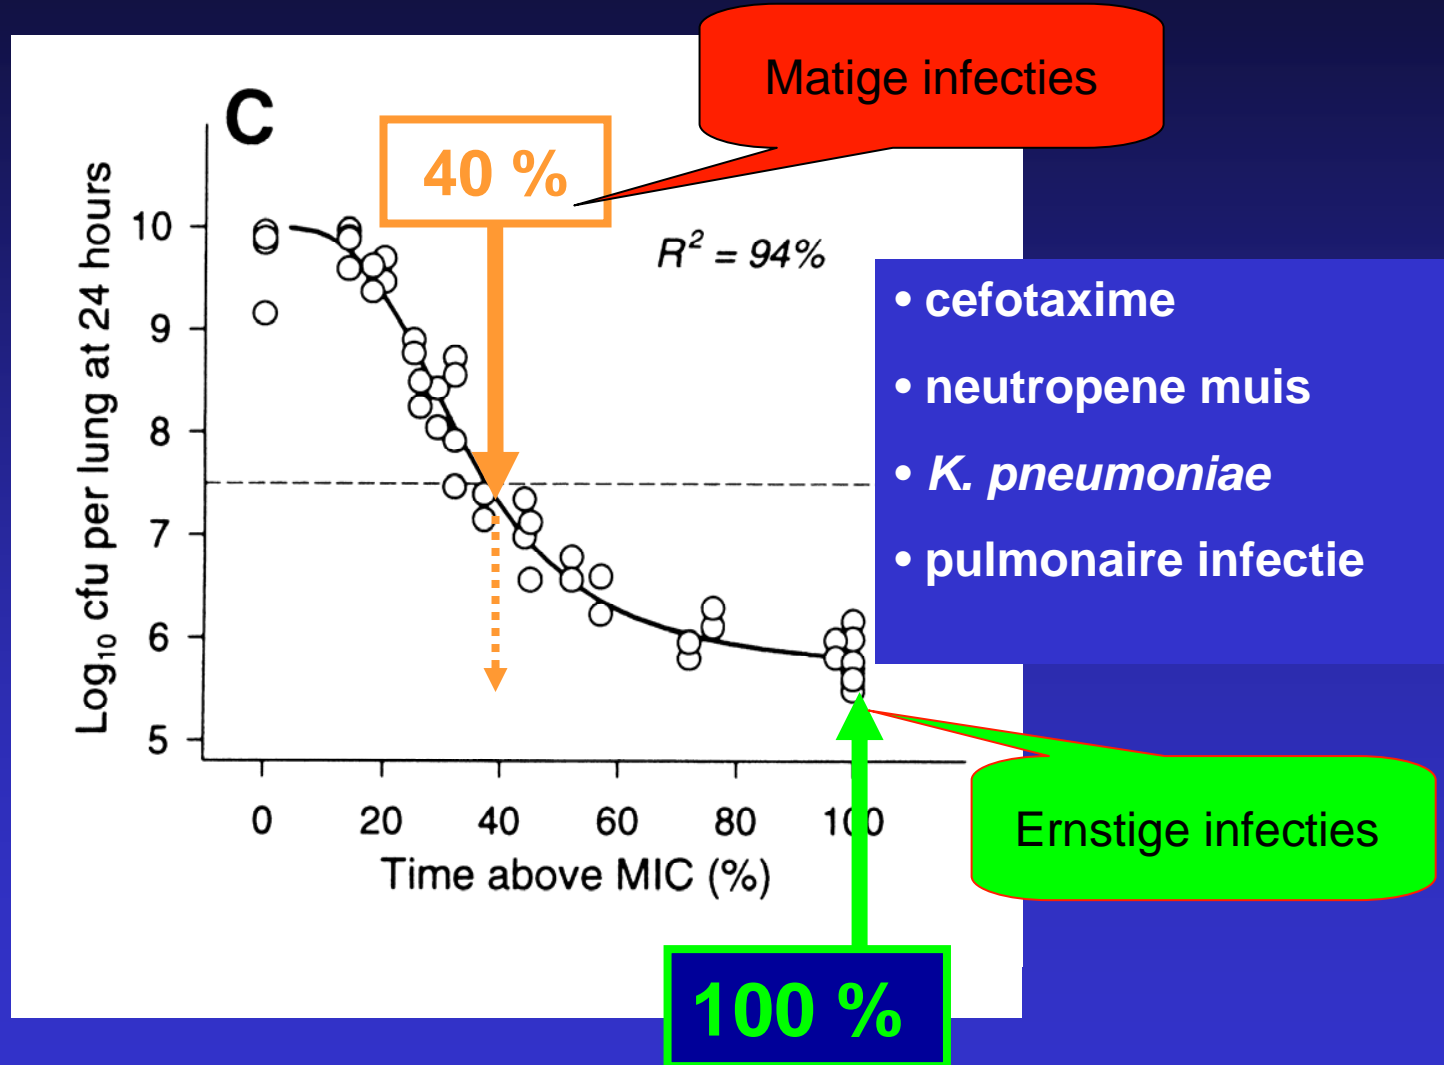 Matige infecties
C
40 %
R² = 94%
Log₁₀ cfu per lung at 24 hours
10
9
8
7
6
5
• cefotaxime
• neutropene muis
• K. pneumoniae
• pulmonaire infectie
0 20 40 60 80 100
Time above MIC (%)
Ernstige infecties
100 %